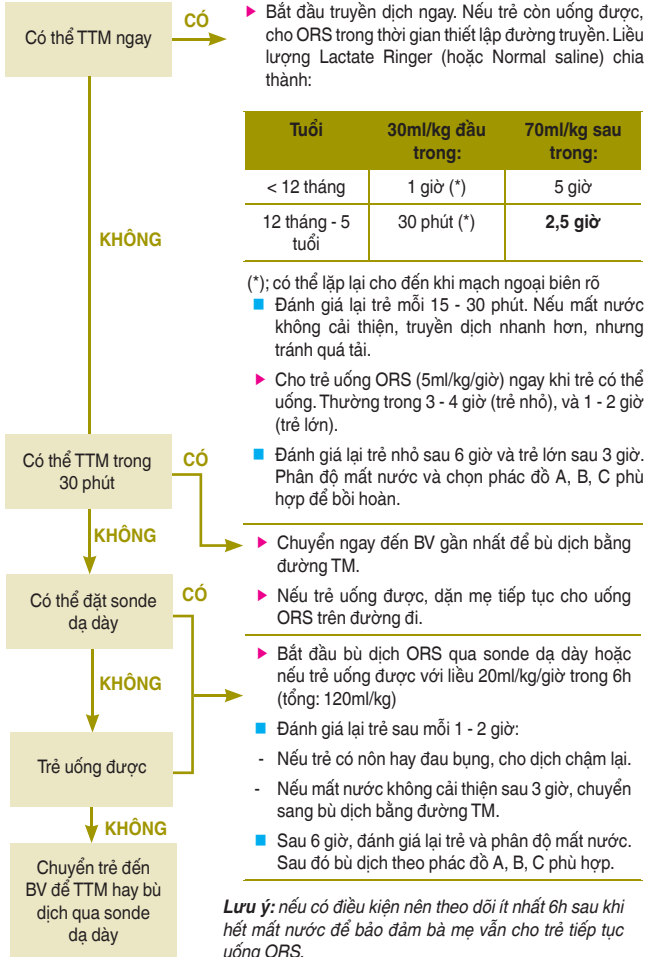 Có thể TTM ngay
CÓ
▶ Bắt đầu truyền dịch ngay. Nếu trẻ còn uống được,
cho ORS trong thời gian thiết lập đường truyền. Liều
lượng Lactate Ringer (hoặc Normal saline) chia
thành:
Tuổi 30ml/kg đầu 70ml/kg sau
trong: trong:
< 12 tháng 1 giờ (*) 5 giờ
12 tháng - 5 30 phút (*) 2,5 giờ
tuổi
KHÔNG
(*); có thể lặp lại cho đến khi mạch ngoại biên rõ
■ Đánh giá lại trẻ mỗi 15 - 30 phút. Nếu mất nước
không cải thiện, truyền dịch nhanh hơn, nhưng
tránh quá tải.
▶ Cho trẻ uống ORS (5ml/kg/giờ) ngay khi trẻ có thể
uống. Thường trong 3 - 4 giờ (trẻ nhỏ), và 1 - 2 giờ
(trẻ lớn).
■ Đánh giá lại trẻ nhỏ sau 6 giờ và trẻ lớn sau 3 giờ.
Phân độ mất nước và chọn phác đồ A, B, C phù
hợp để bồi hoàn.
Có thể TTM trong
30 phút
CÓ
KHÔNG
▶ Chuyển ngay đến BV gần nhất để bù dịch bằng
đường TM.
▶ Nếu trẻ uống được, dặn mẹ tiếp tục cho uống
ORS trên đường đi.
Có thể đặt sonde
dạ dày
CÓ
KHÔNG
▶ Bắt đầu bù dịch ORS qua sonde dạ dày hoặc
nếu trẻ uống được với liều 20ml/kg/giờ trong 6h
(tổng: 120ml/kg)
■ Đánh giá lại trẻ sau mỗi 1 - 2 giờ:
- Nếu trẻ có nôn hay đau bụng, cho dịch chậm lại.
- Nếu mất nước không cải thiện sau 3 giờ, chuyển
sang bù dịch bằng đường TM.
■ Sau 6 giờ, đánh giá lại trẻ và phân độ mất nước.
Sau đó bù dịch theo phác đồ A, B, C phù hợp.
Trẻ uống được
KHÔNG
Chuyển trẻ đến
BV để TTM hay bù
dịch qua sonde
dạ dày
Lưu ý: nếu có điều kiện nên theo dõi ít nhất 6h sau khi
hết mất nước để bảo đảm bà mẹ vẫn cho trẻ tiếp tục
uống ORS.